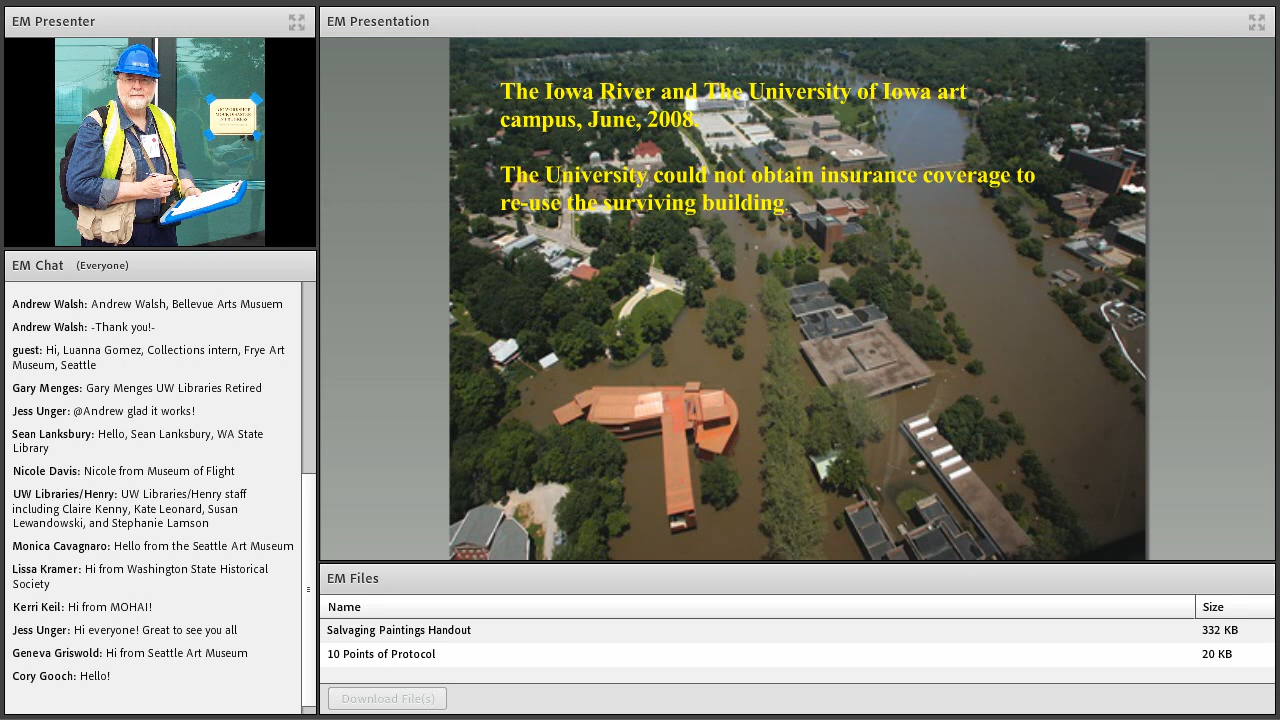 EM Presenter
EM Chat (Everyone)
Andrew Walsh: Andrew Walsh, Bellevue Arts Musuem
Andrew Walsh: -Thank you!-
guest: Hi, Luanna Gomez, Collections intern, Frye Art
Museum, Seattle
Gary Menges: Gary Menges UW Libraries Retired
Jess Unger: @Andrew glad it works!
Sean Lanksbury: Hello, Sean Lanksbury, WA State
Library
Nicole Davis: Nicole from Museum of Flight
UW Libraries/Henry: UW Libraries/Henry staff
including Claire Kenny, Kate Leonard, Susan
Lewandowski, and Stephanie Lamson
Monica Cavagnaro: Hello from the Seattle Art Museum
Lissa Kramer: Hi from Washington State Historical
Society
Kerri Keil: Hi from MOHAI!
Jess Unger: Hi everyone! Great to see you all
Geneva Griswold: Hi from Seattle Art Museum
Cory Gooch: Hello!
EM Presentation
The Iowa River and The University of Iowa art
campus, June, 2008.
The University could not obtain insurance coverage to
re-use the surviving building
EM Files
Name Size
Salvaging Paintings Handout 332 KB
10 Points of Protocol 20 KB
Download File(s)